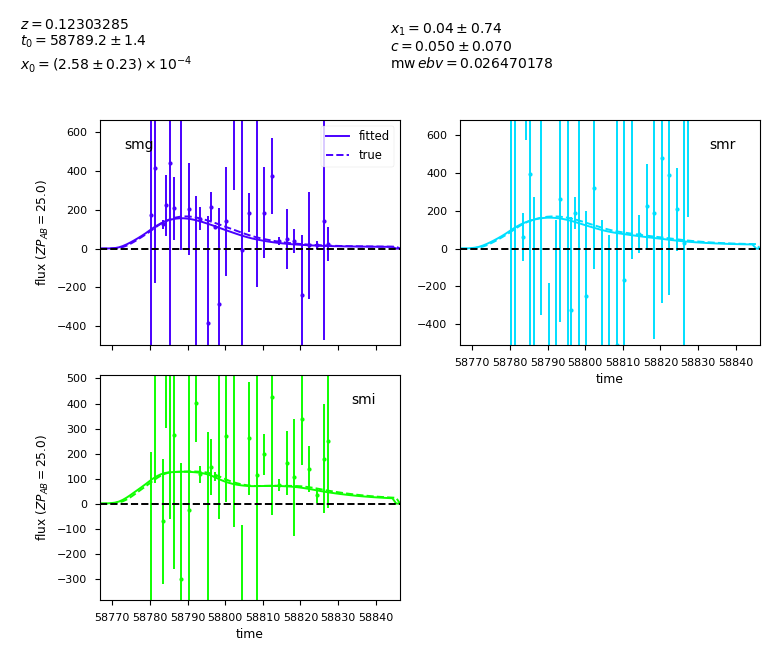 z = 0.12303285
t₀ = 58789.2 ± 1.4
x₀ = (2.58 ± 0.23) × 10⁻⁴
x₁ = 0.04 ± 0.74
c = 0.050 ± 0.070
mw ebv = 0.026470178
smg
fitted
true
600
400
200
0
−200
−400
flux (ZP_AB = 25.0)
smr
600
400
200
0
−200
−400
58770 58780 58790 58800 58810 58820 58830 58840
time
smi
500
400
300
200
100
0
−100
−200
−300
flux (ZP_AB = 25.0)
58770 58780 58790 58800 58810 58820 58830 58840
time